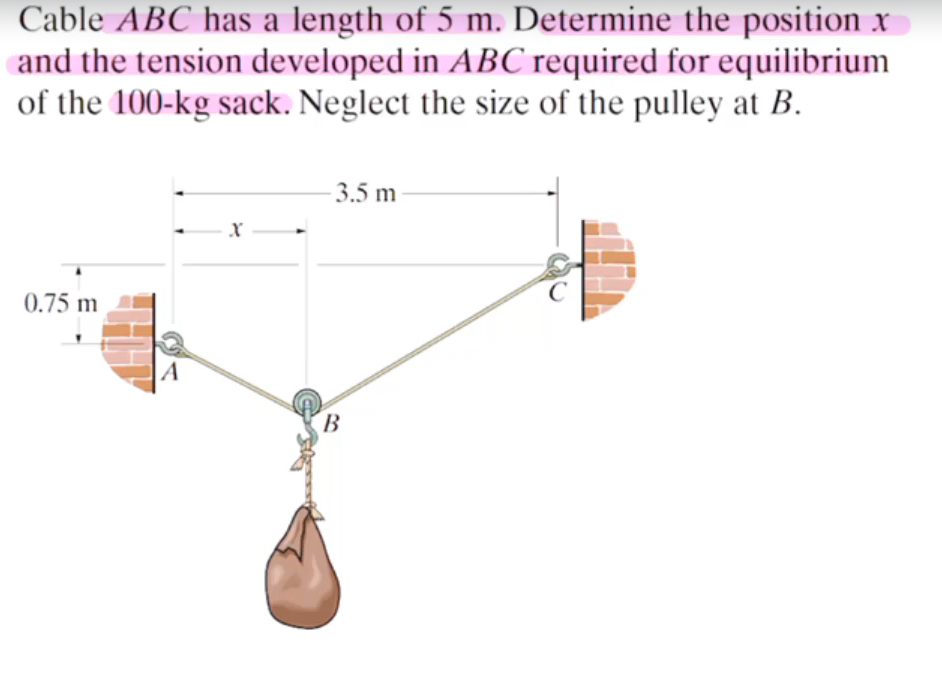 Cable ABC has a length of 5 m. Determine the position x
and the tension developed in ABC required for equilibrium
of the 100-kg sack. Neglect the size of the pulley at B.
3.5 m
x
0.75 m
C
A
B